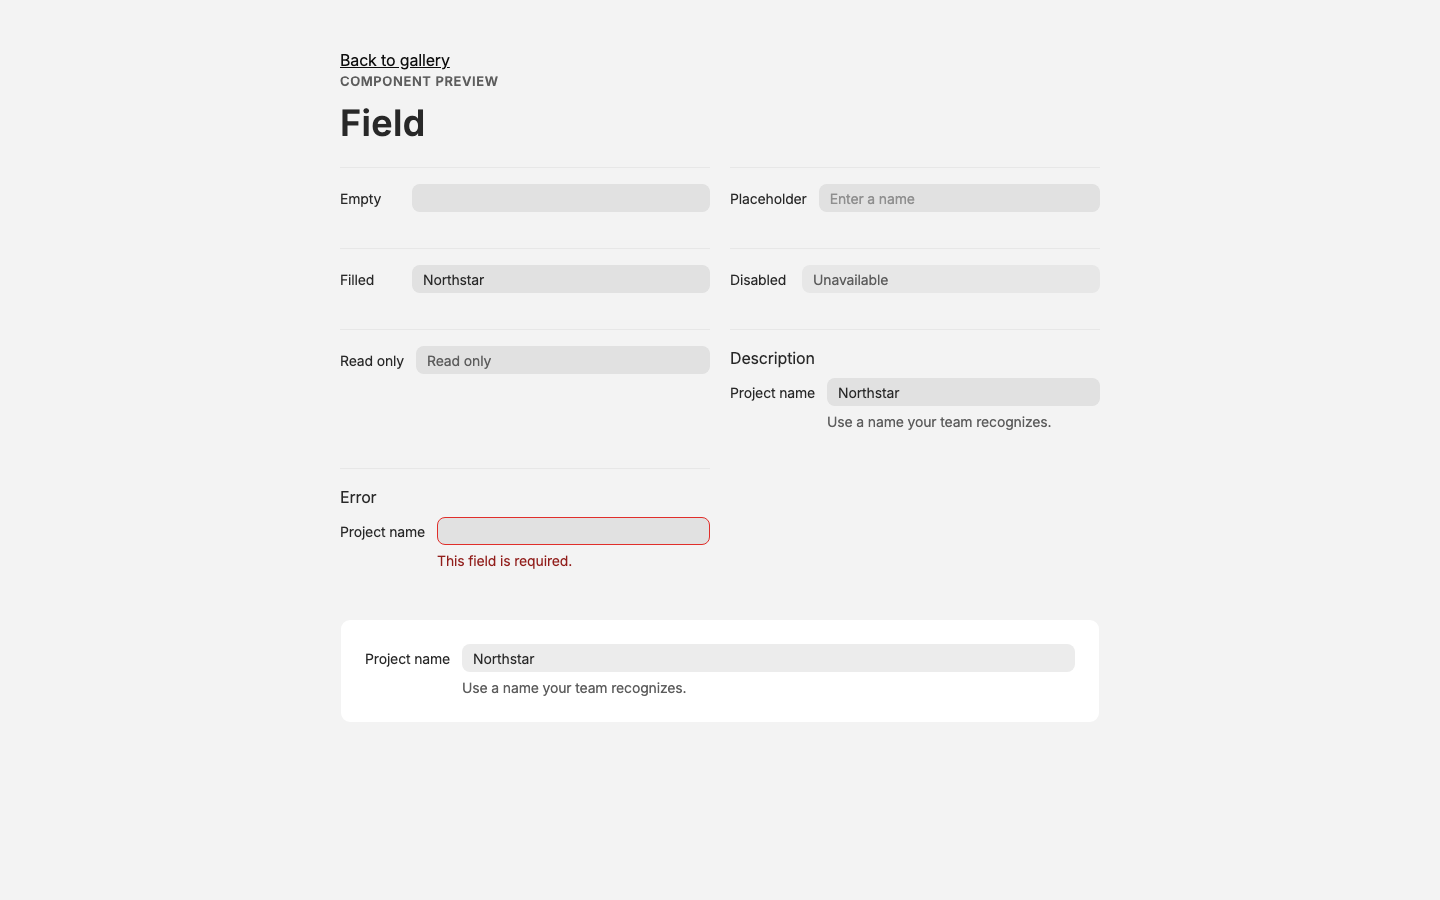 Back to gallery
COMPONENT PREVIEW
Field
Empty
Placeholder Enter a name
Filled Northstar
Disabled Unavailable
Read only Read only
Description
Project name Northstar
Use a name your team recognizes.
Error
Project name
This field is required.
Project name Northstar
Use a name your team recognizes.